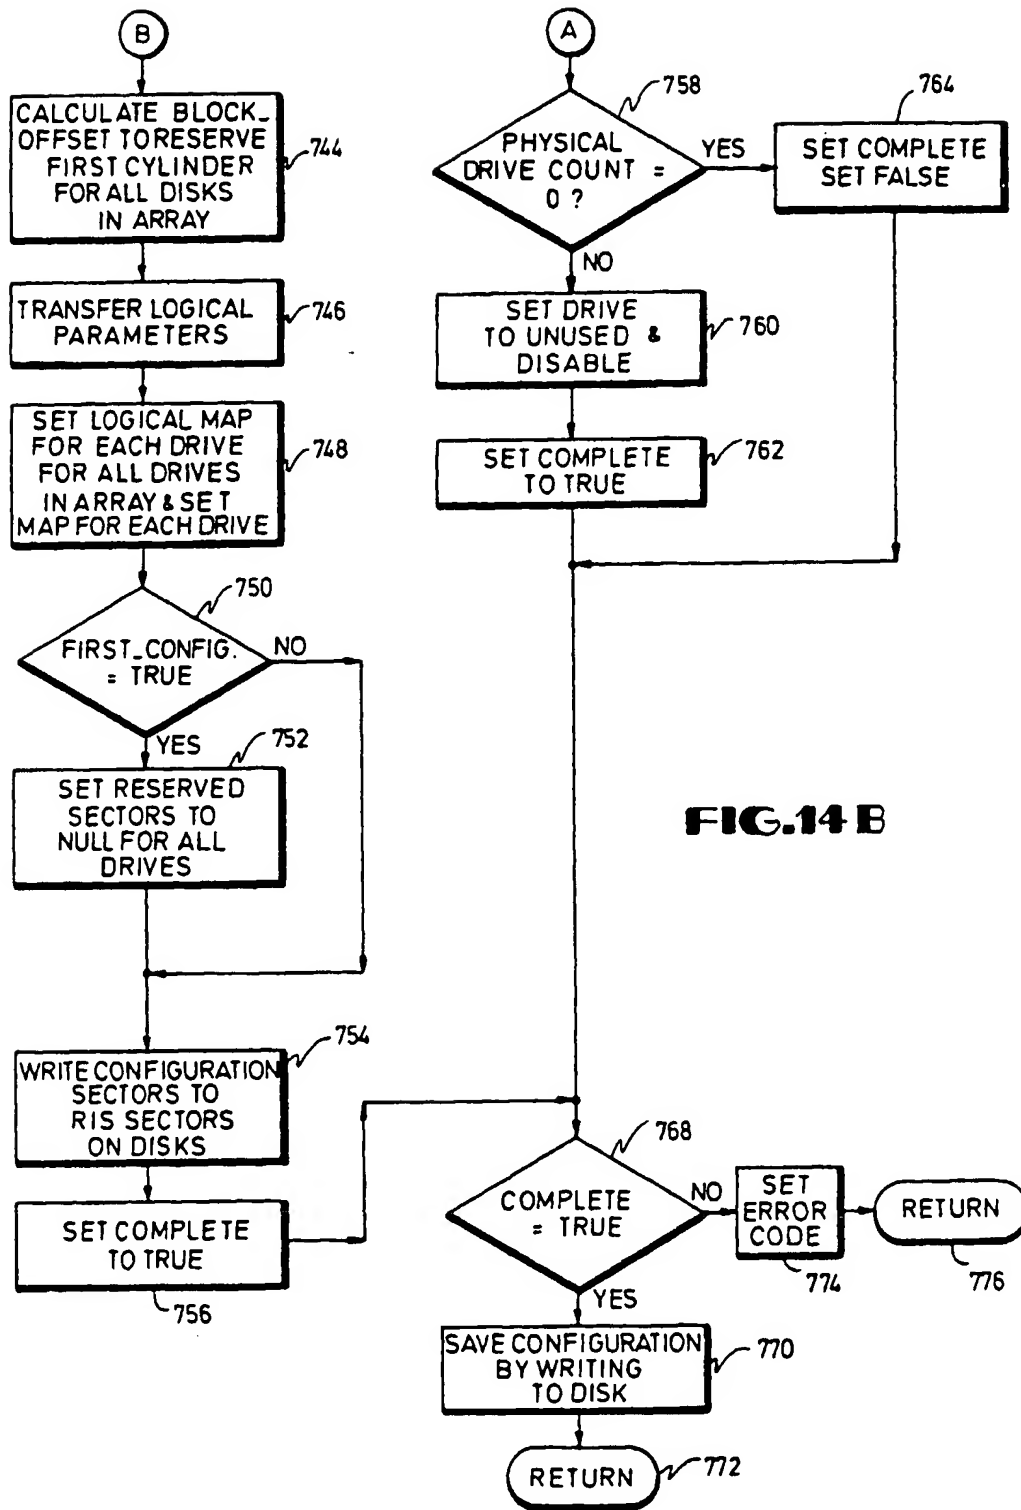 B
CALCULATE BLOCK_
OFFSET TO RESERVE
FIRST CYLINDER
FOR ALL DISKS
IN ARRAY
744
TRANSFER LOGICAL
PARAMETERS
746
SET LOGICAL MAP
FOR EACH DRIVE
FOR ALL DRIVES
IN ARRAY & SET
MAP FOR EACH DRIVE
748
750
FIRST_CONFIG.
= TRUE
NO
YES
752
SET RESERVED
SECTORS TO
NULL FOR ALL
DRIVES
754
WRITE CONFIGURATION
SECTORS TO
RIS SECTORS
ON DISKS
SET COMPLETE
TO TRUE
756
A
758
PHYSICAL
DRIVE COUNT =
0 ?
YES
764
SET COMPLETE
SET FALSE
NO
SET DRIVE
TO UNUSED &
DISABLE
760
762
SET COMPLETE
TO TRUE
FIG.14 B
768
COMPLETE
= TRUE
NO
SET
ERROR
CODE
774
RETURN
776
YES
SAVE CONFIGURATION
BY WRITING
TO DISK
770
RETURN
772